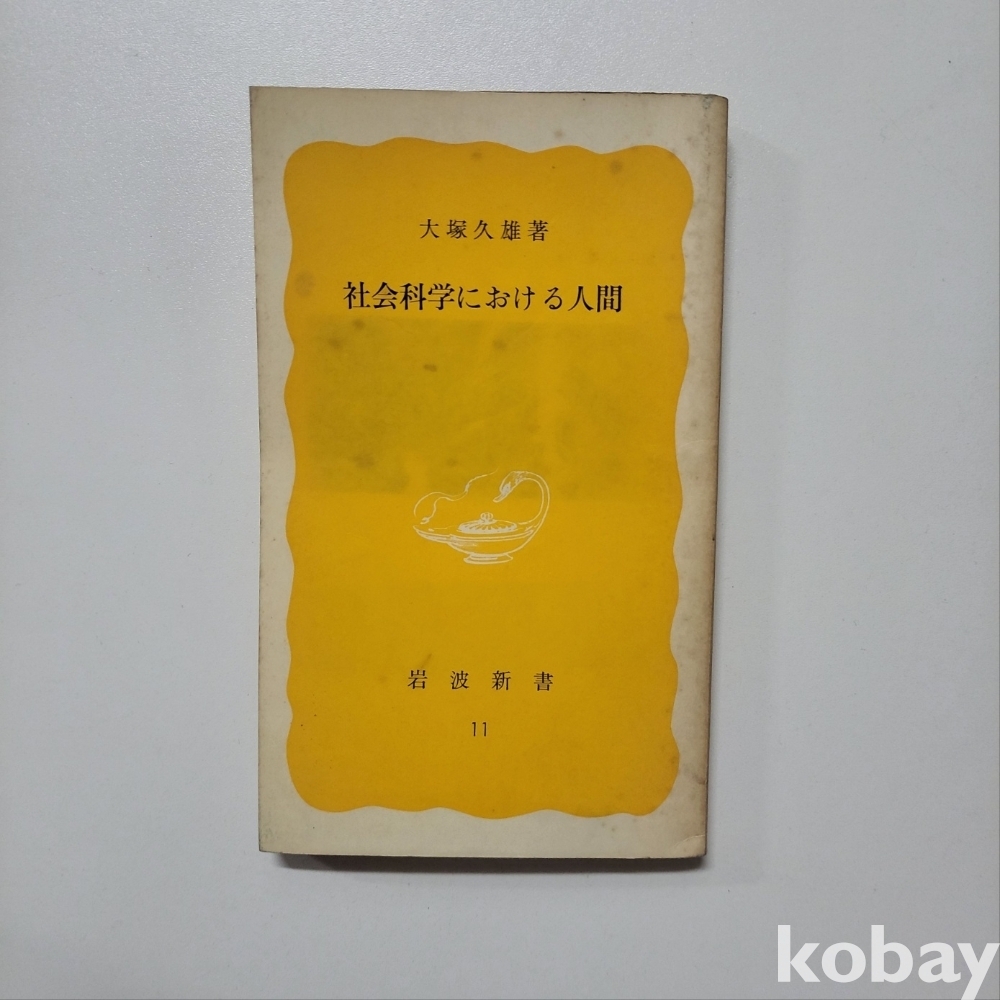 大塚久雄著
社会科学における人間
岩波新書
11
kobay